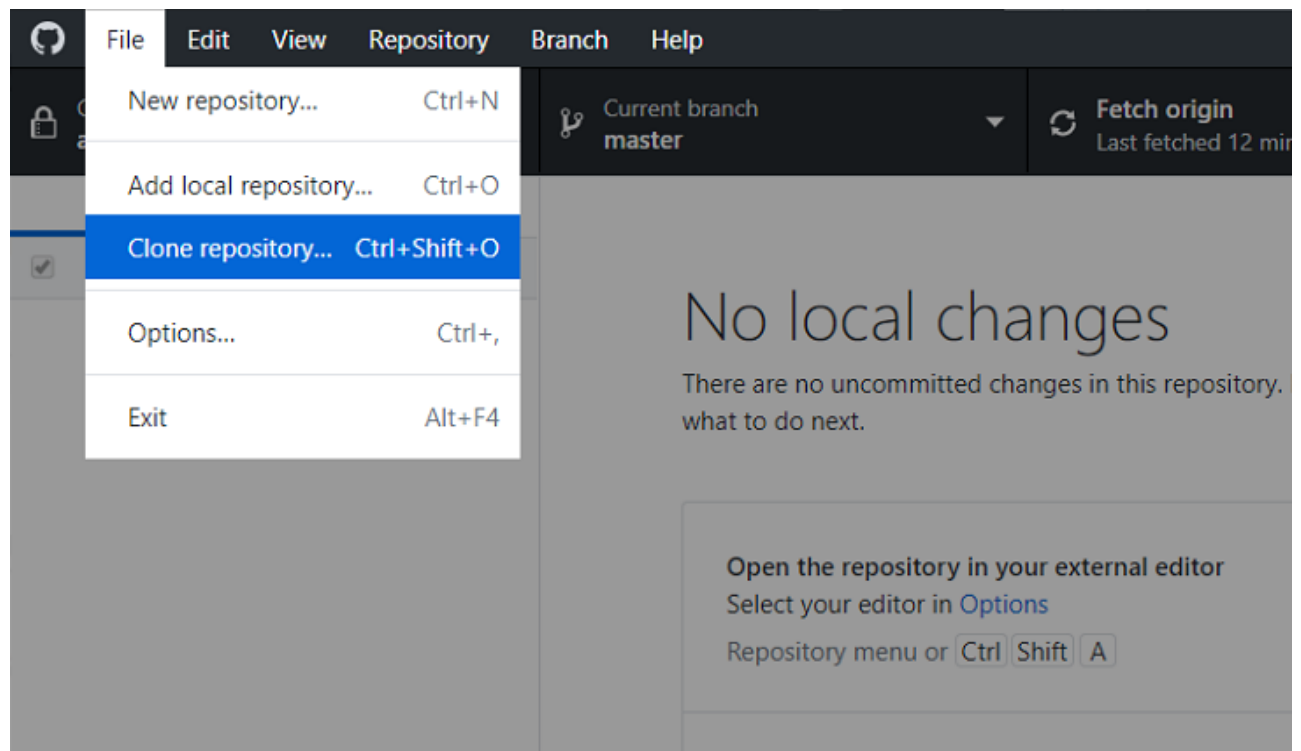 File Edit View Repository Branch Help
New repository... Ctrl+N
Add local repository... Ctrl+O
Clone repository... Ctrl+Shift+O
Options... Ctrl+,
Exit Alt+F4
Current branch
master
Fetch origin
Last fetched 12
No local changes
There are no uncommitted changes in this repository.
what to do next.
Open the repository in your external editor
Select your editor in Options
Repository menu or Ctrl Shift A